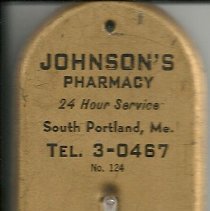 JOHNSON'S
PHARMACY
24 Hour Service
South Portland, Me.
TEL. 3-0467
No. 124